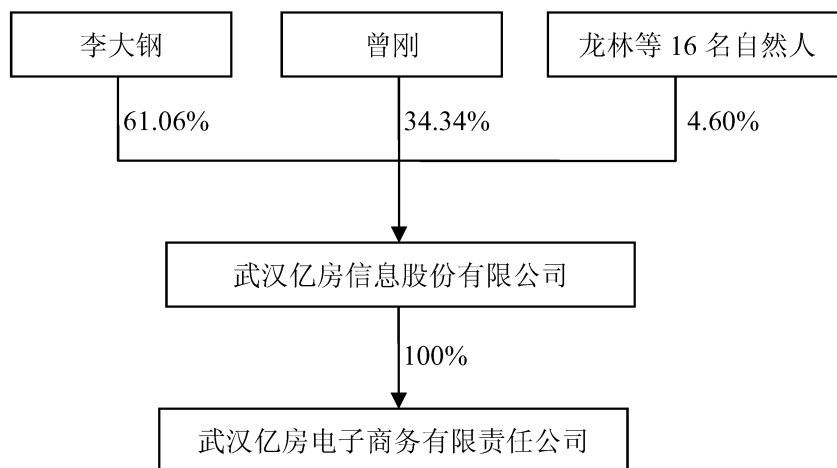 李大钢
曾刚
龙林等 16 名自然人
61.06%
34.34%
4.60%
武汉亿房信息股份有限公司
100%
武汉亿房电子商务有限责任公司